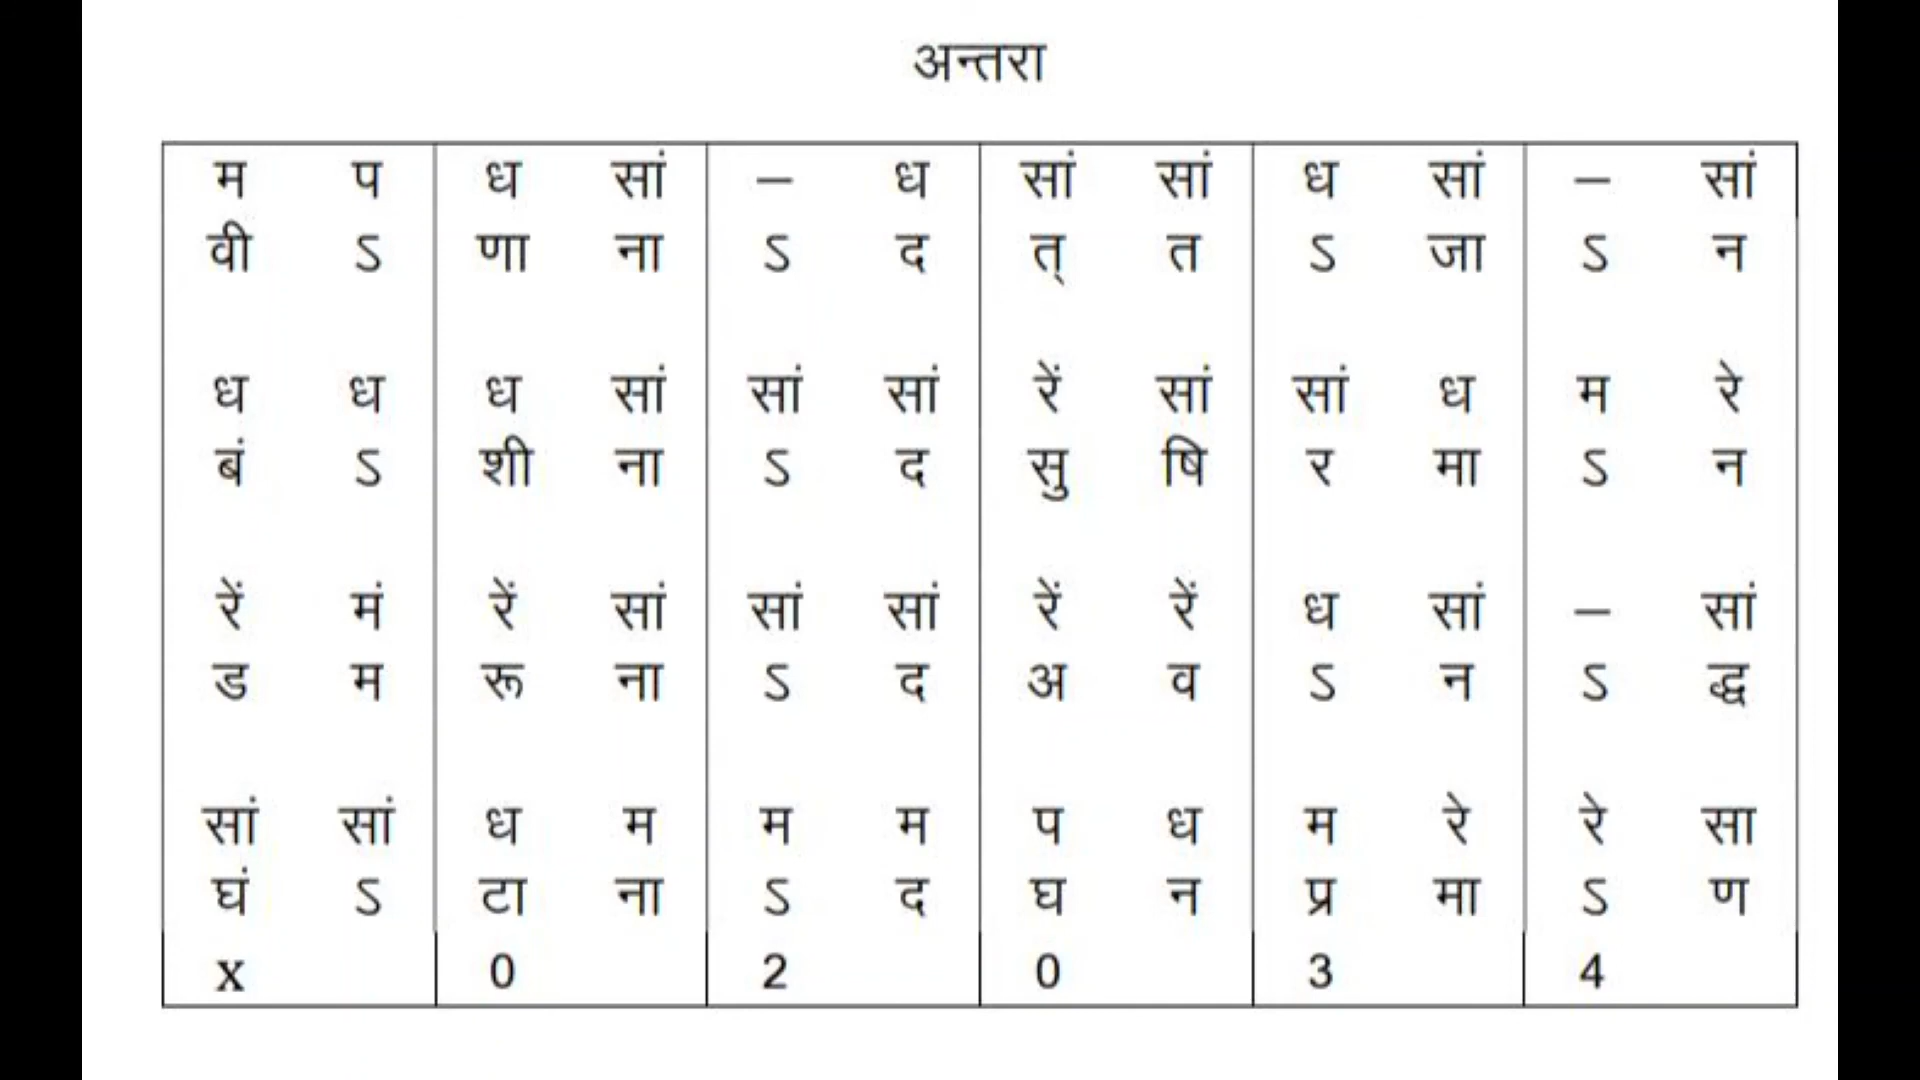 अन्तरा
म प ध सां – ध सां सां ध सां – सां
वी ऽ णा ना ऽ द त् त ऽ जा ऽ न
ध ध ध सां सां सां रें सां सां ध म रे
बं ऽ शी ना ऽ द सु षि र मा ऽ न
रें मं रें सां सां सां रें रें ध सां – सां
ड म रू ना ऽ द अ व ऽ न ऽ द्ध
सां सां ध म म म प ध म रे रे सा
घं ऽ टा ना ऽ द घ न प्र मा ऽ ण
x 0 2 0 3 4